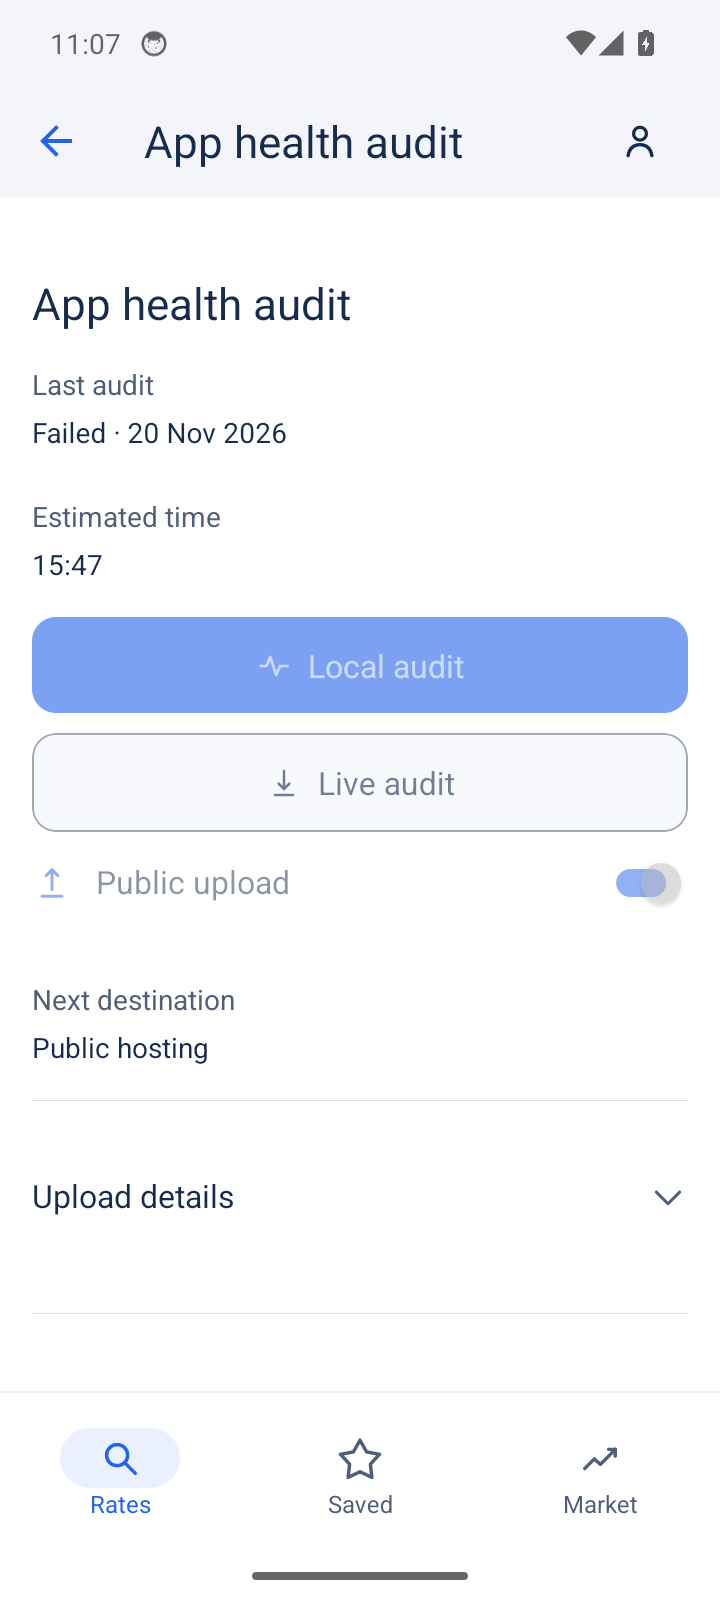 11:07
App health audit
App health audit
Last audit
Failed · 20 Nov 2026
Estimated time
15:47
Local audit
Live audit
Public upload
Next destination
Public hosting
Upload details
Rates
Saved
Market